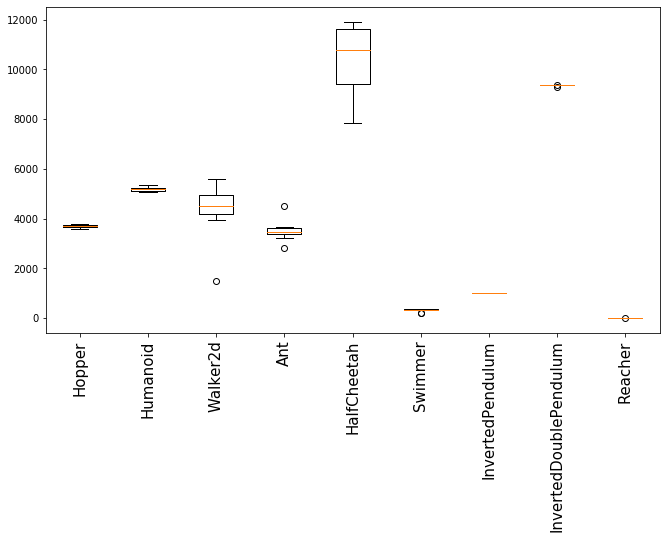 12000
10000
8000
6000
4000
2000
0
Hopper
Humanoid
Walker2d
Ant
HalfCheetah
Swimmer
InvertedPendulum
InvertedDoublePendulum
Reacher